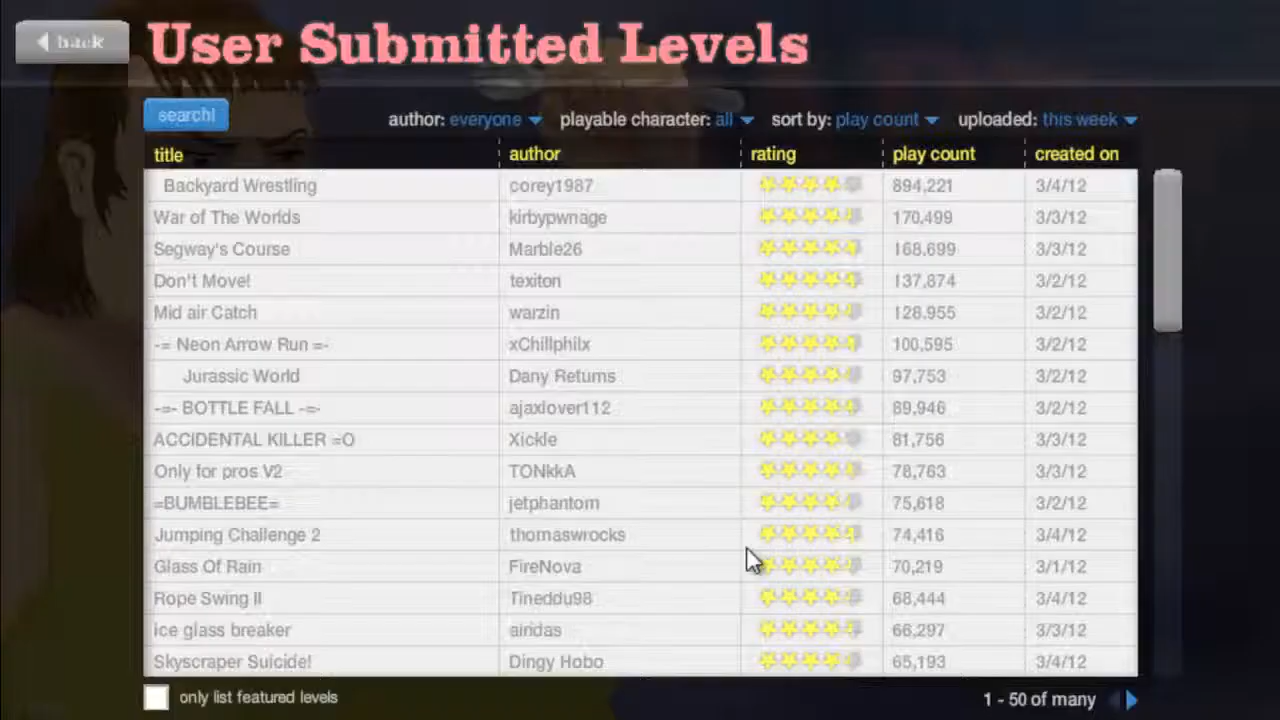 back
User Submitted Levels
search!
author: everyone playable character: all sort by: play count uploaded: this week
title author rating play count created on
Backyard Wrestling corey1987 894,221 3/4/12
War of The Worlds kirbypwnage 170,499 3/3/12
Segway's Course Marble26 168,699 3/3/12
Don't Move! texiton 137,874 3/2/12
Mid air Catch warzin 128,955 3/2/12
-= Neon Arrow Run =- xChillphilx 100,595 3/2/12
Jurassic World Dany Returns 97,753 3/2/12
-=- BOTTLE FALL -=- ajaxlover112 89,946 3/2/12
ACCIDENTAL KILLER =O Xickle 81,756 3/3/12
Only for pros V2 TONkkA 78,763 3/3/12
=BUMBLEBEE= jetphantom 75,618 3/2/12
Jumping Challenge 2 thomaswrocks 74,416 3/4/12
Glass Of Rain FireNova 70,219 3/1/12
Rope Swing II Tineddu98 68,444 3/4/12
ice glass breaker airidas 66,297 3/3/12
Skyscraper Suicide! Dingy Hobo 65,193 3/4/12
only list featured levels 1 - 50 of many